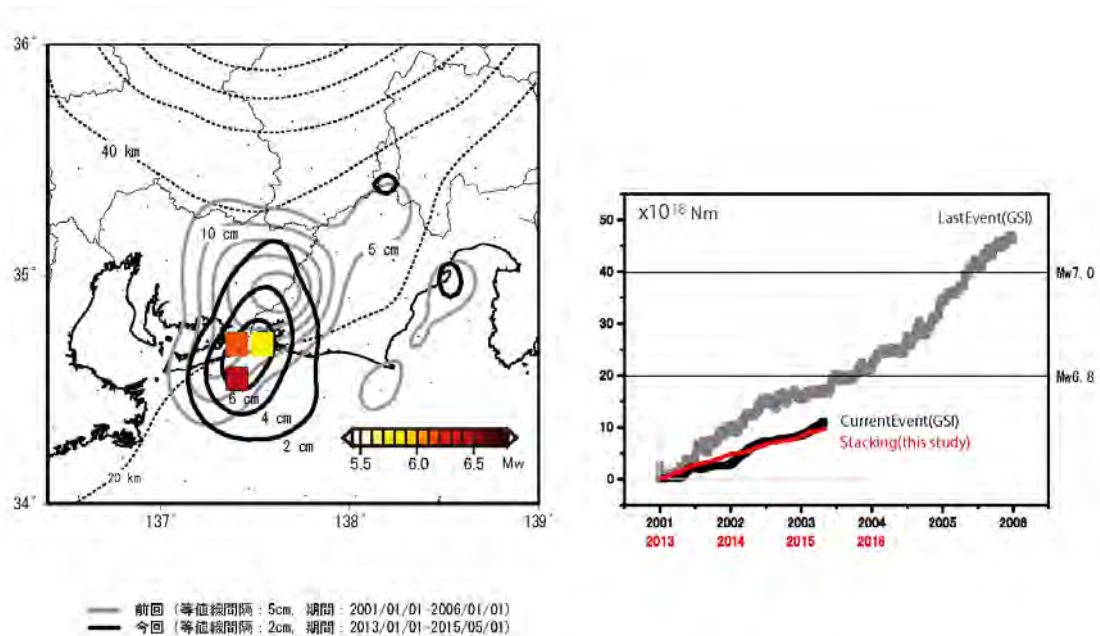 36°
40 km
10 cm
5 cm
35°
6 cm
4 cm
2 cm
20 km
5.5 6.0 6.5 Mw
34°
137° 138° 139°
前回 (等値線間隔 : 5cm, 期間 : 2001/01/01-2006/01/01)
今回 (等値線間隔 : 2cm, 期間 : 2013/01/01-2015/05/01)
x10¹⁸ Nm
LastEvent(GSI)
50
40
Mw7.0
30
20
Mw6.8
CurrentEvent(GSI)
10
Stacking(this study)
0
2001 2002 2003 2004 2005 2006
2013 2014 2015 2016